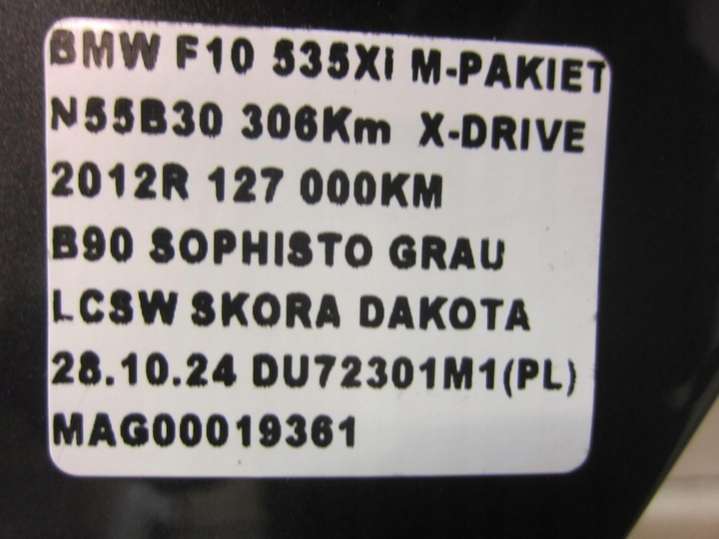 BMW F10 535Xi M-PAKIET
N55B30 306Km X-DRIVE
2012R 127 000KM
B90 SOPHISTO GRAU
LCSW SKORA DAKOTA
28.10.24 DU72301M1(PL)
MAG00019361